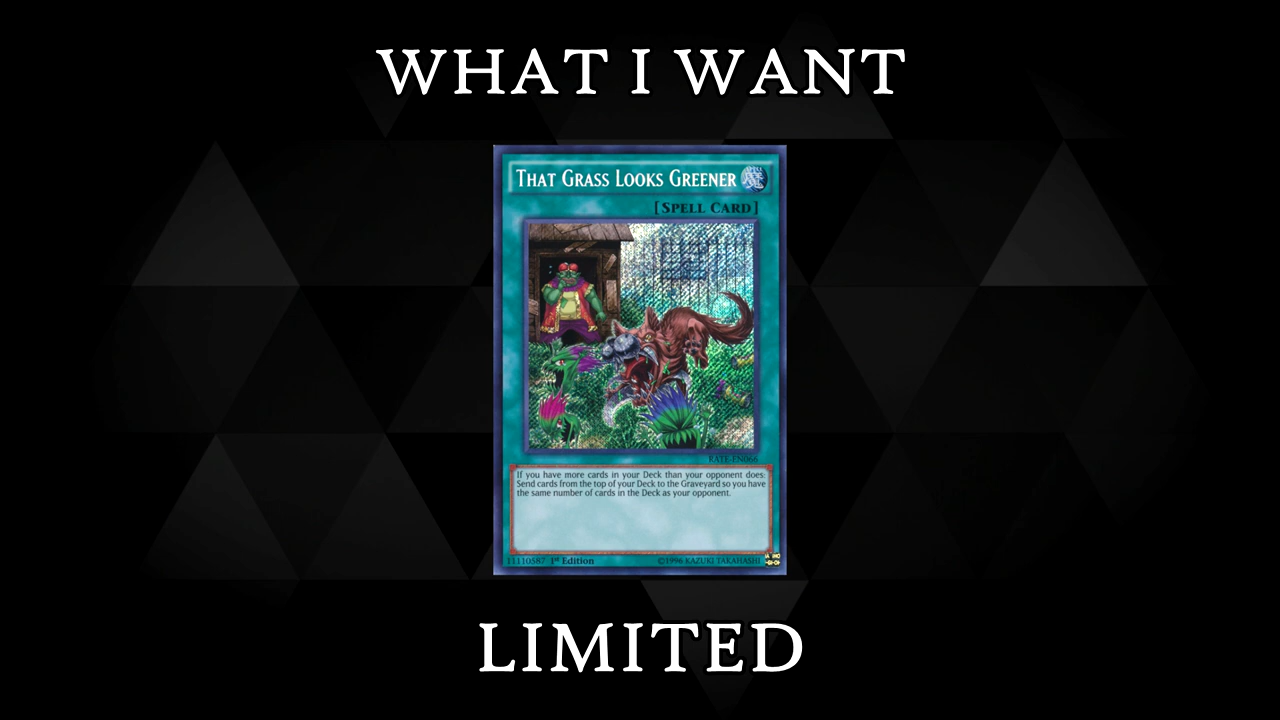 WHAT I WANT
THAT GRASS LOOKS GREENER
[SPELL CARD]
RATE-EN066
If you have more cards in your Deck than your opponent does:
Send cards from the top of your Deck to the Graveyard so you have
the same number of cards in the Deck as your opponent.
11110587 1st Edition ©1996 KAZUKI TAKAHASHI
LIMITED